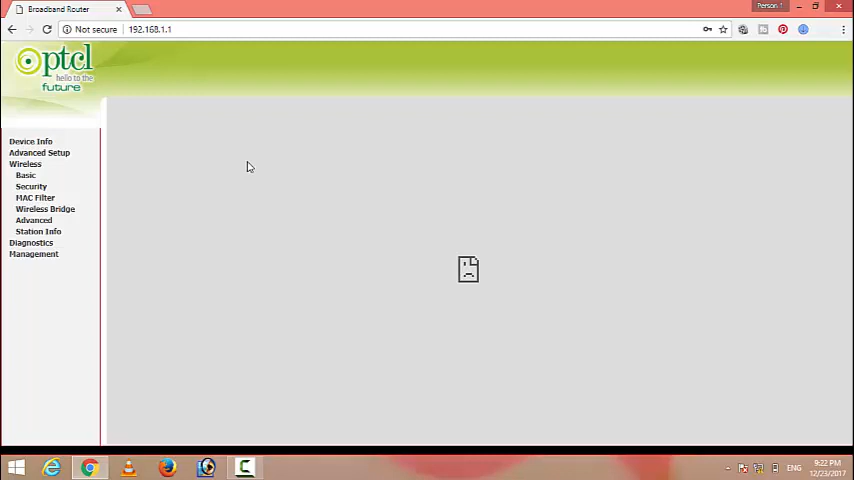 Broadband Router
Person 1
Not secure
192.168.1.1
ptcl
hello to the
future
Device Info
Advanced Setup
Wireless
Basic
Security
MAC Filter
Wireless Bridge
Advanced
Station Info
Diagnostics
Management
ENG
9:22 PM
12/23/2017